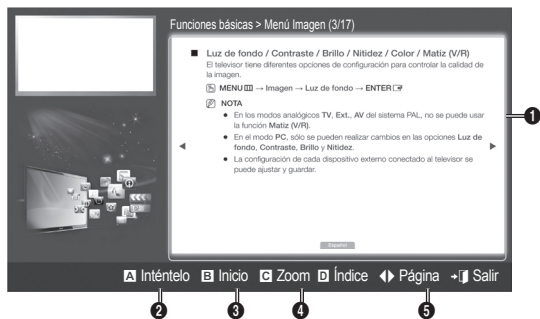 Funciones básicas > Menú Imagen (3/17)
■ Luz de fondo / Contraste / Brillo / Nitidez / Color / Matiz (V/R)
El televisor tiene diferentes opciones de configuración para controlar la calidad de
la imagen.
MENU → Imagen → Luz de fondo → ENTER
NOTA
● En los modos analógicos TV, Ext., AV del sistema PAL, no se puede usar
la función Matiz (V/R).
● En el modo PC, sólo se pueden realizar cambios en las opciones Luz de
fondo, Contraste, Brillo y Nitidez.
● La configuración de cada dispositivo externo conectado al televisor se
puede ajustar y guardar.
1
Español
A Inténtelo B Inicio C Zoom D Índice ◀▶ Página Salir
2 3 4 5